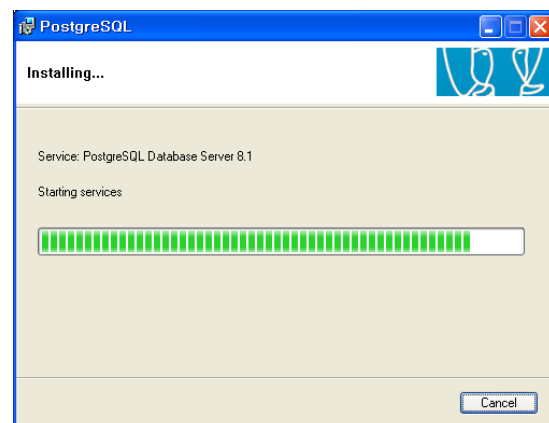 PostgreSQL
Installing...
Service: PostgreSQL Database Server 8.1
Starting services
Cancel